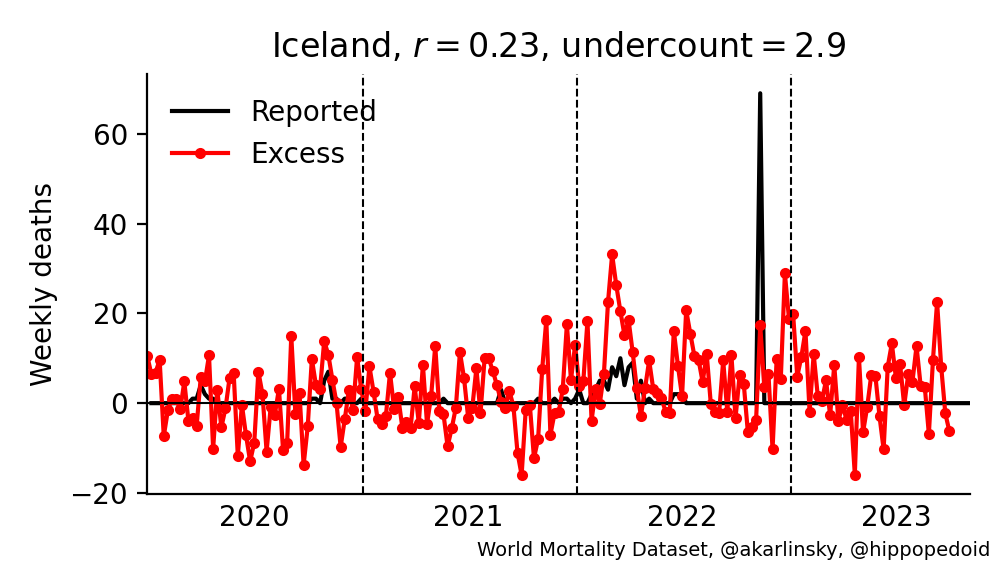 Iceland, r = 0.23, undercount = 2.9
Reported
Excess
Weekly deaths
60
40
20
0
−20
2020 2021 2022 2023
World Mortality Dataset, @akarlinsky, @hippopedoid